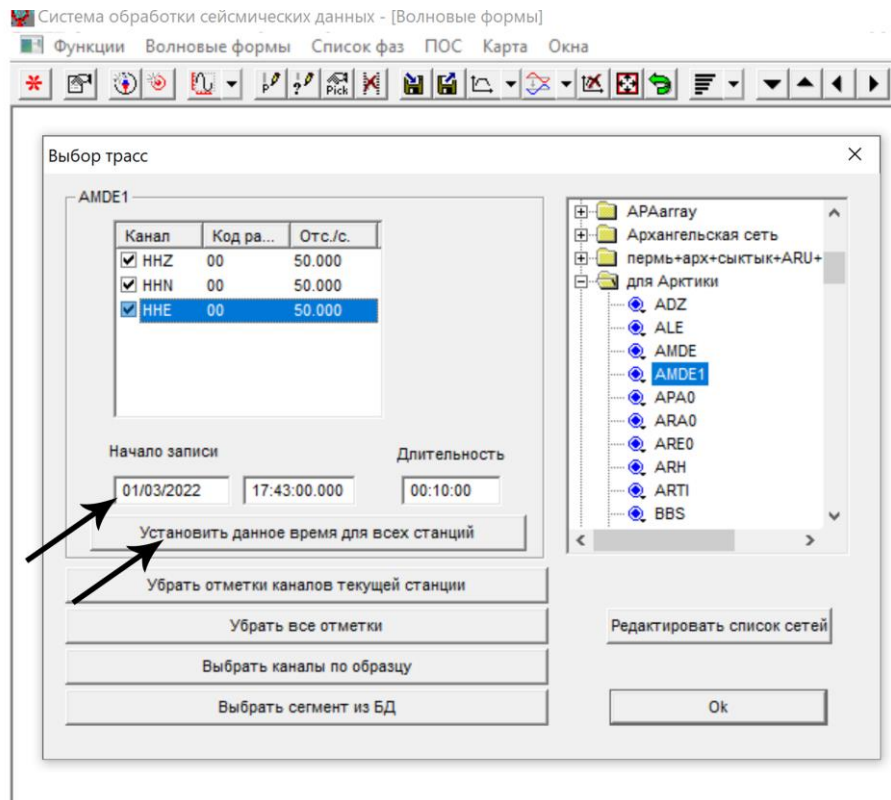 Система обработки сейсмических данных - [Волновые формы]
Функции Волновые формы Список фаз ПОС Карта Окна
Pick
Выбор трасс
AMDE1
Канал Код ра... Отс./с.
HHZ 00 50.000
HHN 00 50.000
HHE 00 50.000
Начало записи
Длительность
01/03/2022 17:43:00.000 00:10:00
Установить данное время для всех станций
Убрать отметки каналов текущей станции
Убрать все отметки
Выбрать каналы по образцу
Выбрать сегмент из БД
APAarray
Архангельская сеть
пермь+арх+сыктык+ARU+
для Арктики
ADZ
ALE
AMDE
AMDE1
APA0
ARA0
ARE0
ARH
ARTI
BBS
Редактировать список сетей
Ok